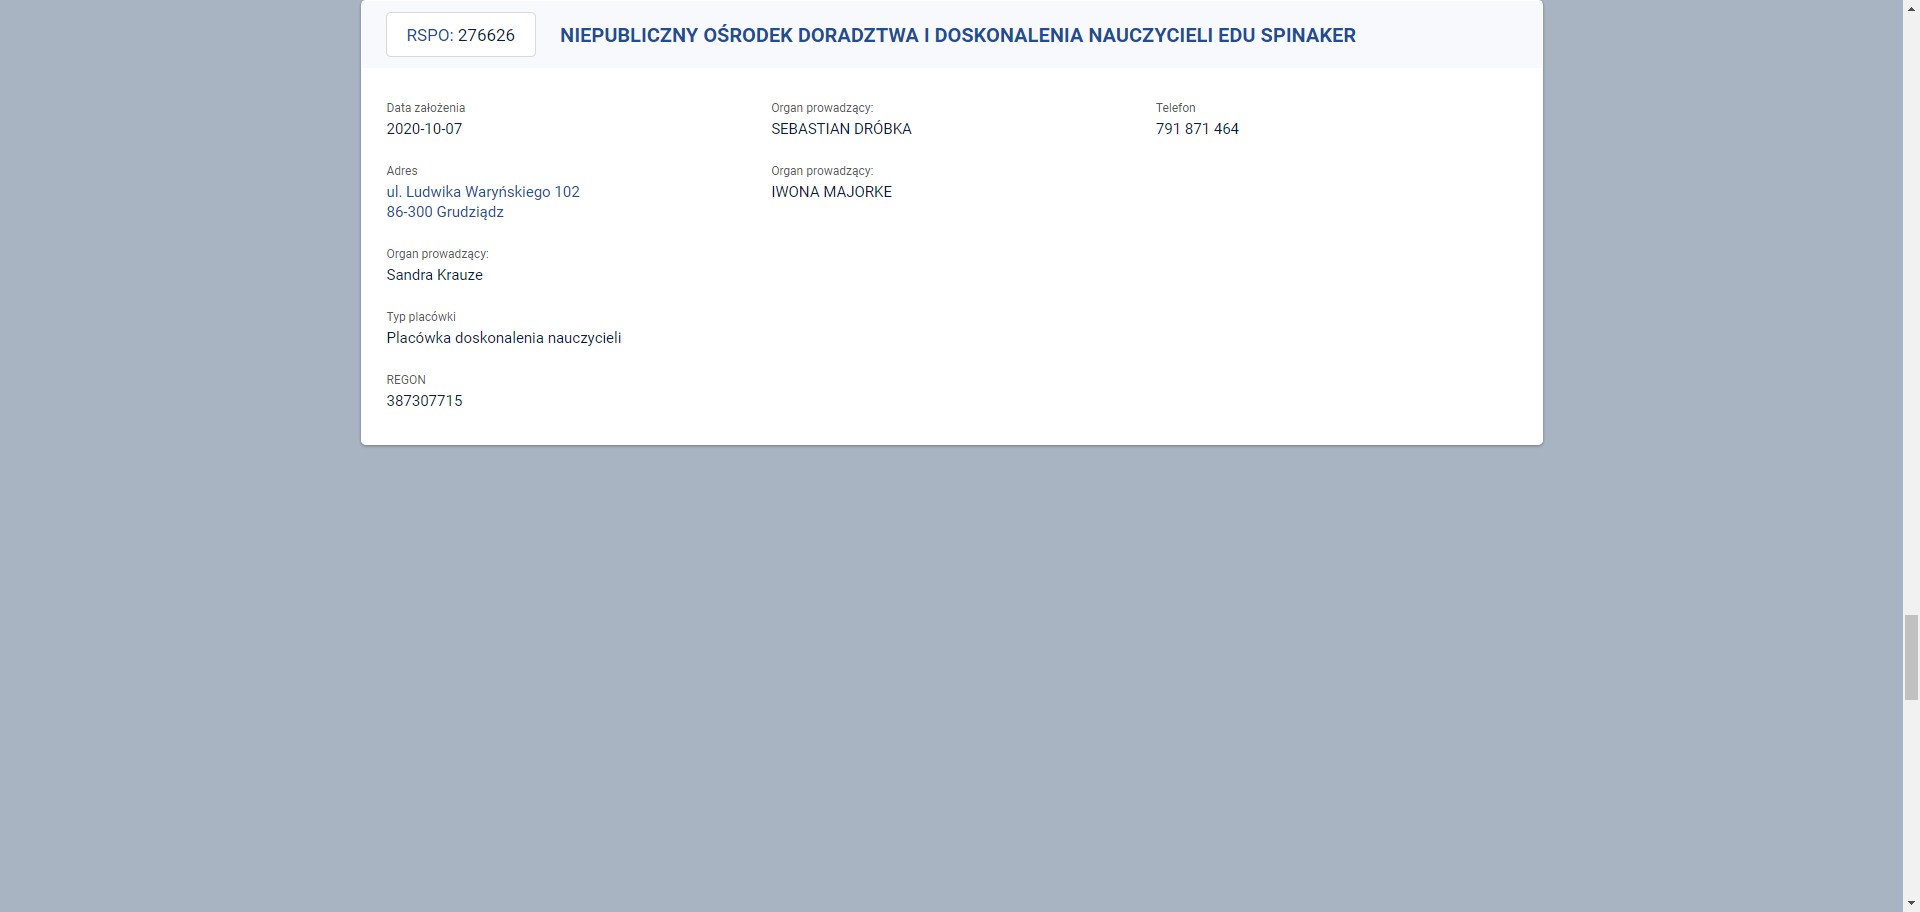 RSPO: 276626
NIEPUBLICZNY OŚRODEK DORADZTWA I DOSKONALENIA NAUCZYCIELI EDU SPINAKER
Data założenia
2020-10-07
Adres
ul. Ludwika Waryńskiego 102
86-300 Grudziądz
Organ prowadzący:
Sandra Krauze
Typ placówki
Placówka doskonalenia nauczycieli
REGON
387307715
Organ prowadzący:
SEBASTIAN DRÓBKA
Organ prowadzący:
IWONA MAJORKE
Telefon
791 871 464